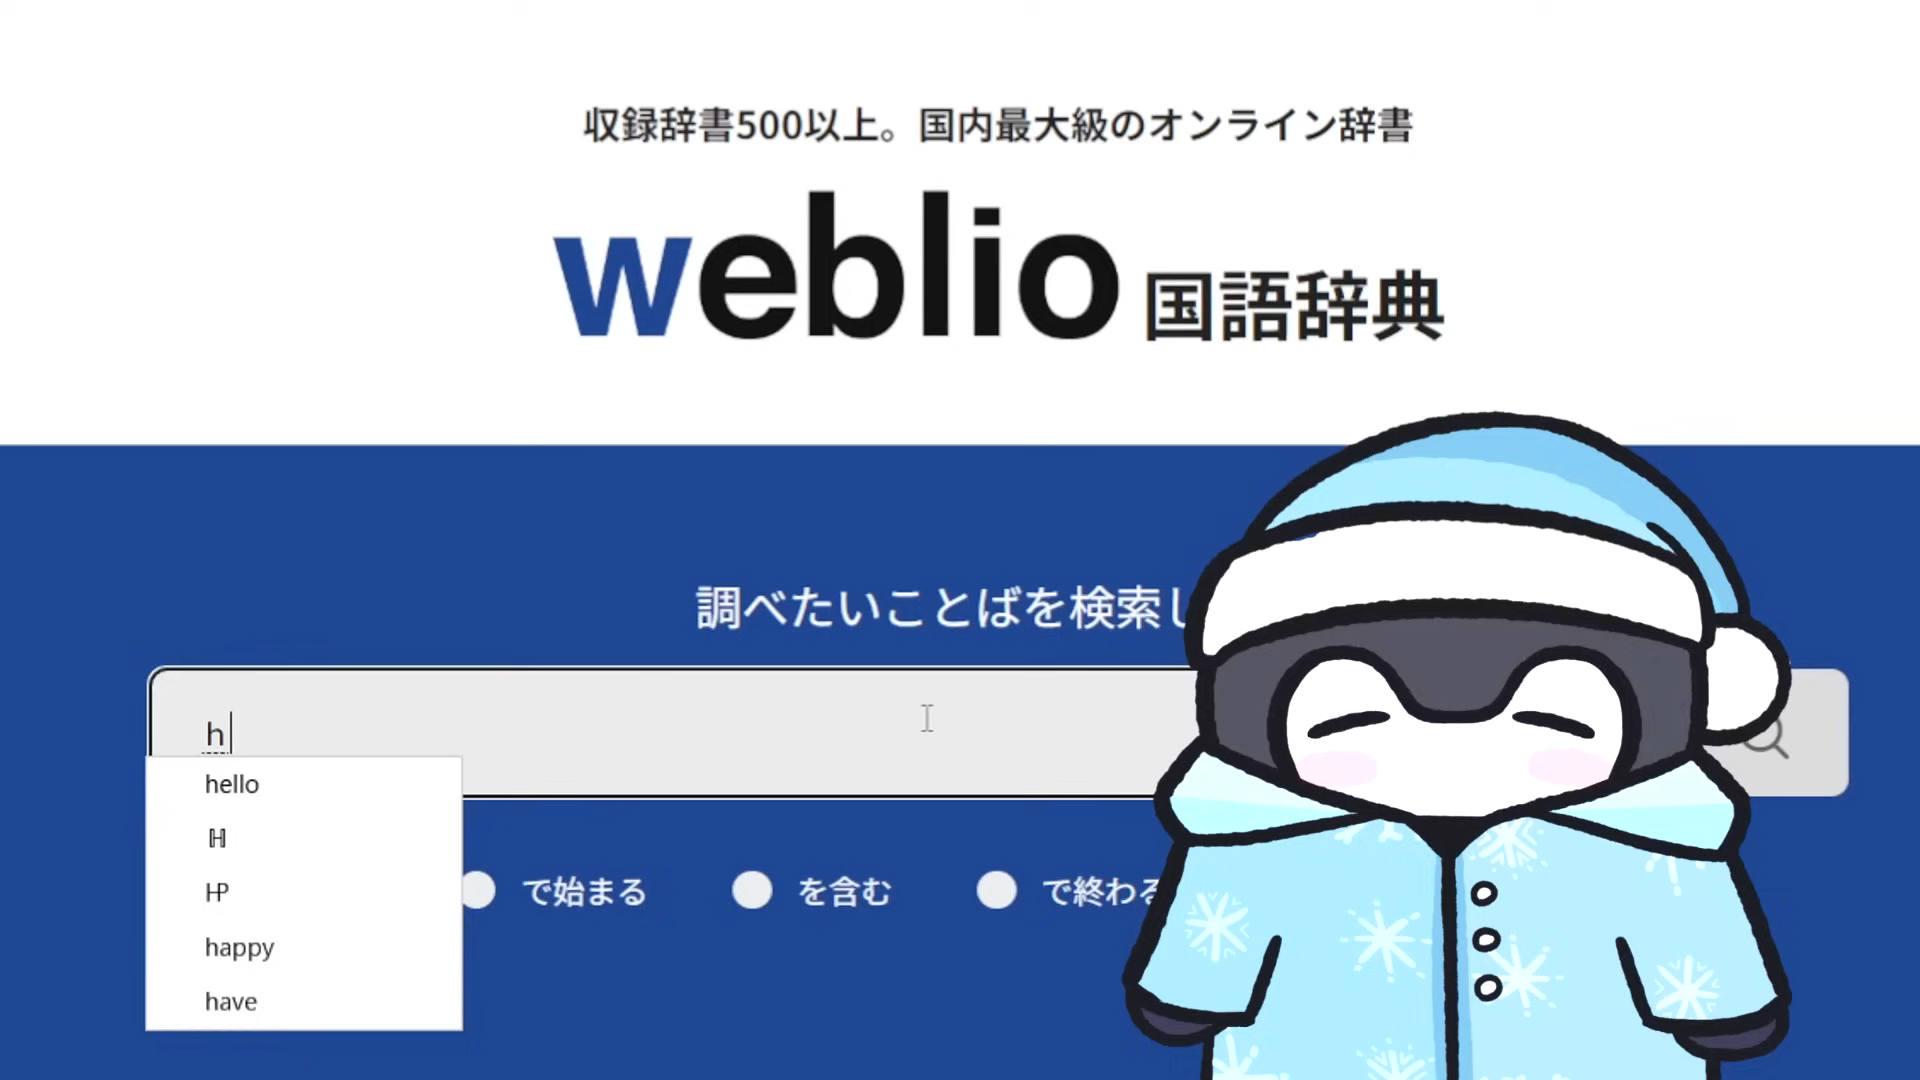 収録辞書500以上。国内最大級のオンライン辞書
weblio 国語辞典
調べたいことばを検索し
h
hello
ℍ
HP
happy
have
で始まる
を含む
で終わる